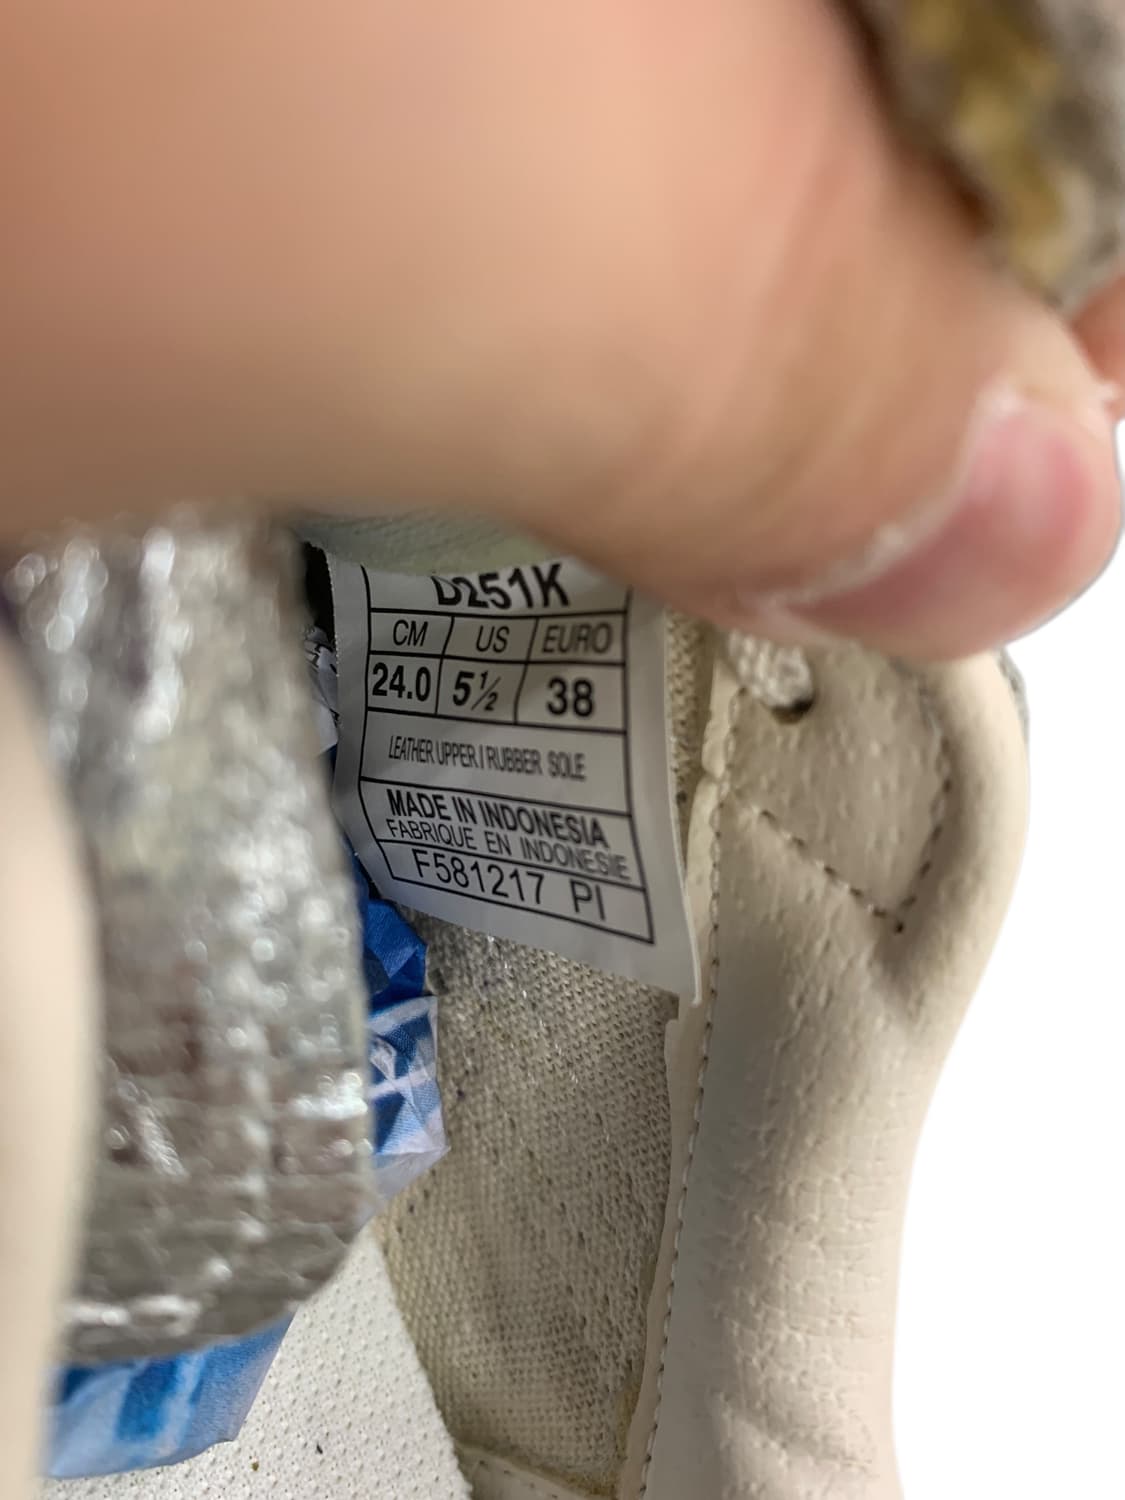 D251K
CM US EURO
24.0 5½ 38
LEATHER UPPER / RUBBER SOLE
MADE IN INDONESIA
FABRIQUE EN INDONESIE
F581217 PI